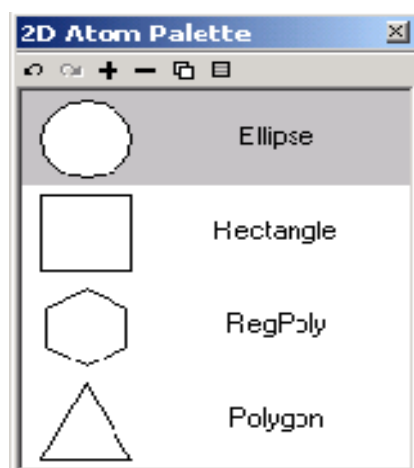 2D Atom Palette
Ellipse
Rectangle
RegPoly
Polygon